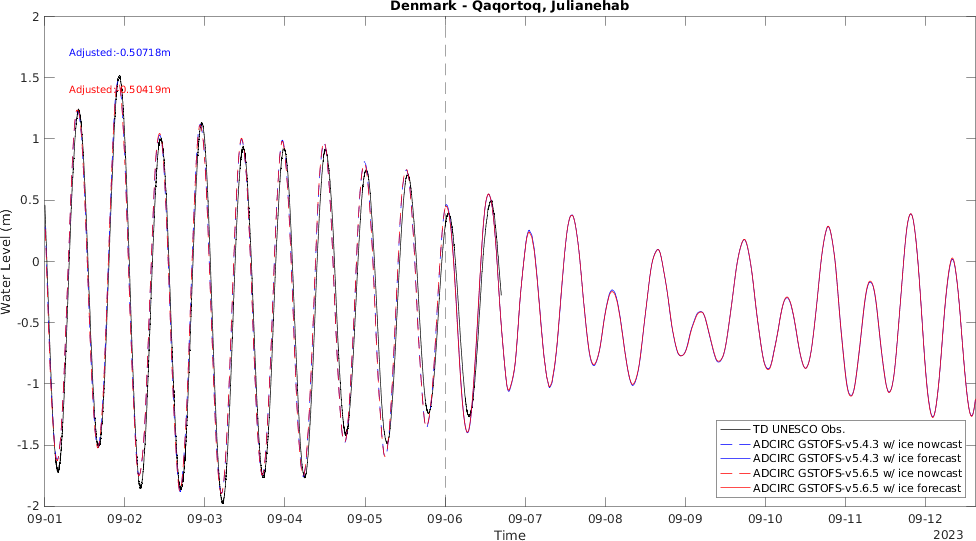 Denmark - Qaqortoq, Julianehab
Water Level (m)
2
1.5
1
0.5
0
-0.5
-1
-1.5
-2
Adjusted:-0.50718m
Adjusted:-0.50419m
TD UNESCO Obs.
ADCIRC GSTOFS-v5.4.3 w/ ice nowcast
ADCIRC GSTOFS-v5.4.3 w/ ice forecast
ADCIRC GSTOFS-v5.6.5 w/ ice nowcast
ADCIRC GSTOFS-v5.6.5 w/ ice forecast
09-01 09-02 09-03 09-04 09-05 09-06 09-07 09-08 09-09 09-10 09-11 09-12
Time
2023